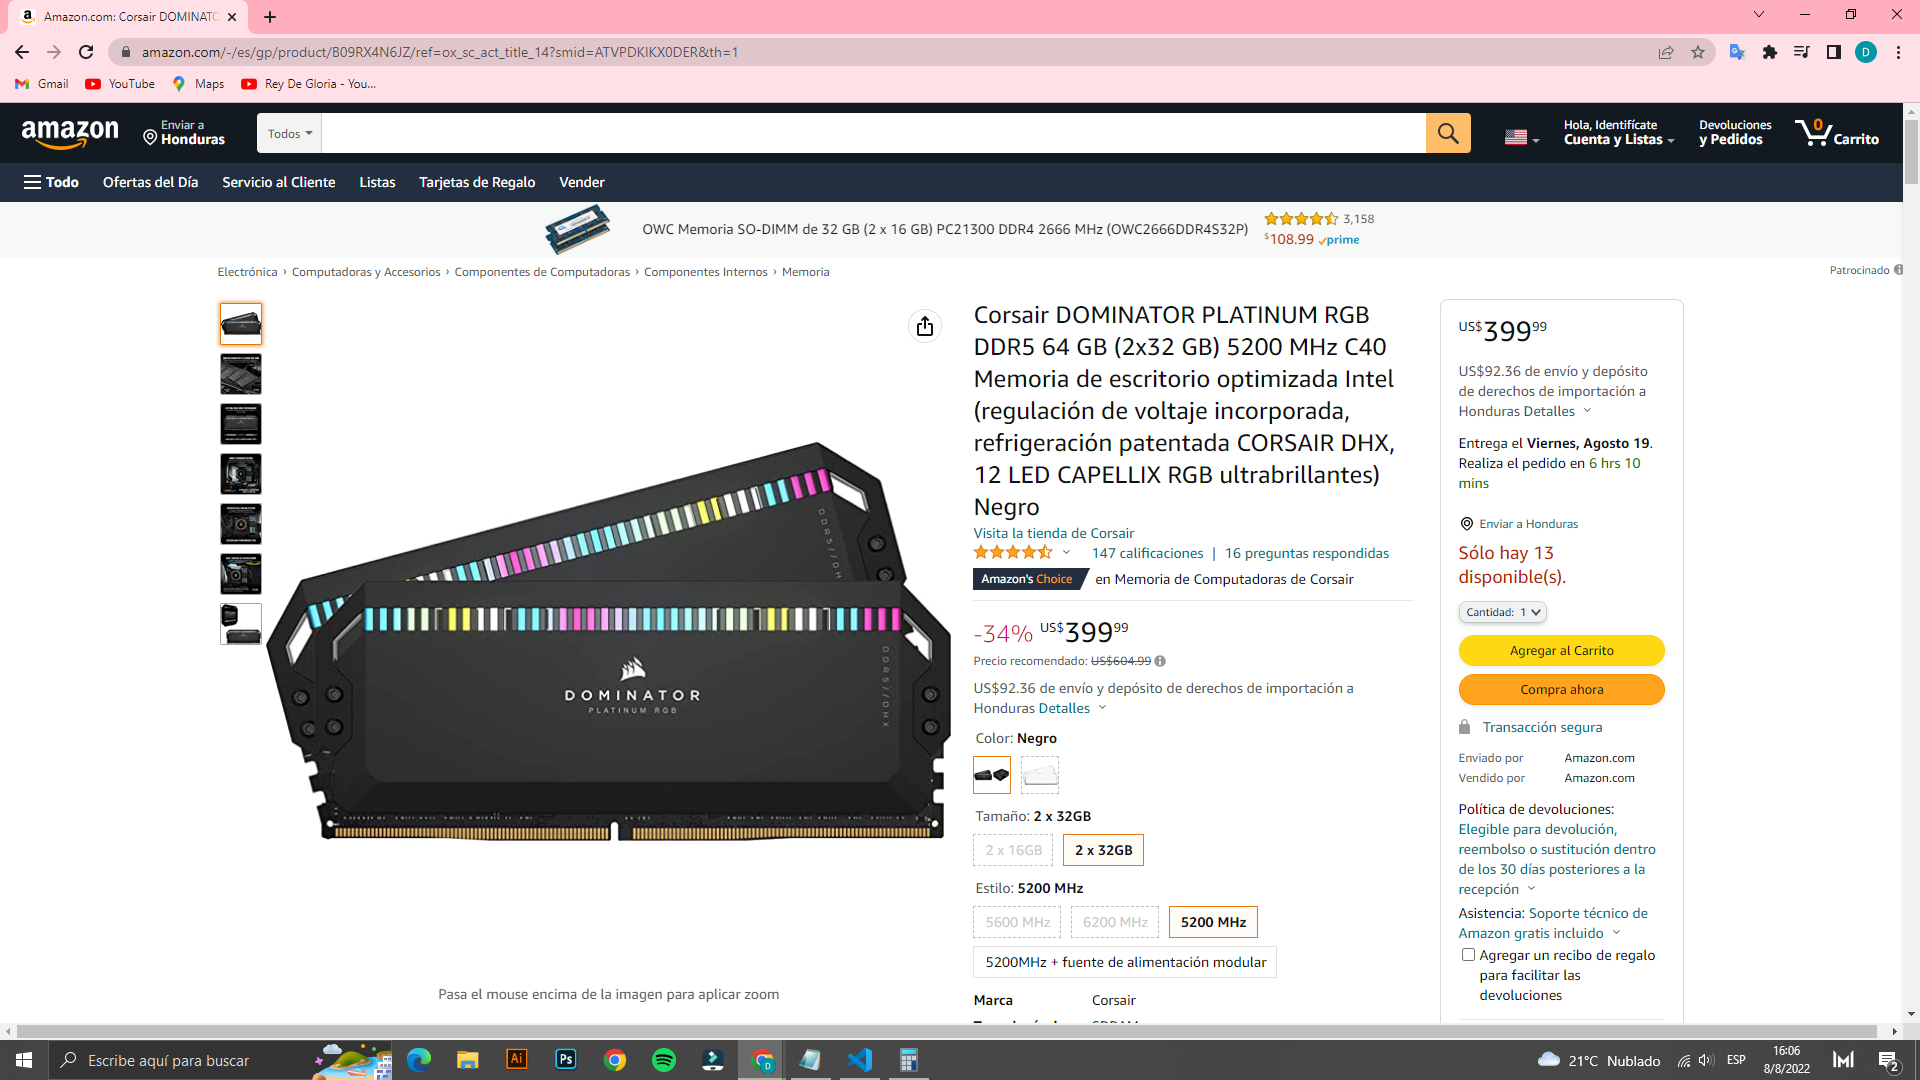 Amazon.com: Corsair DOMINATO
amazon.com/-/es/gp/product/B09RX4N6JZ/ref=ox_sc_act_title_14?smid=ATVPDKIKX0DER&th=1
D
Gmail
YouTube
Maps
Rey De Gloria - You...
amazon
Enviar a
Honduras
Todos
Hola, Identifícate
Cuenta y Listas
Devoluciones
y Pedidos
0
Carrito
Todo
Ofertas del Día
Servicio al Cliente
Listas
Tarjetas de Regalo
Vender
OWC Memoria SO-DIMM de 32 GB (2 x 16 GB) PC21300 DDR4 2666 MHz (OWC2666DDR4S32P)
3,158
$108.99 prime
Electrónica › Computadoras y Accesorios › Componentes de Computadoras › Componentes Internos › Memoria
Patrocinado
DDR5//DH
DOMINATOR
PLATINUM RGB
DDR5//DHX
Pasa el mouse encima de la imagen para aplicar zoom
Corsair DOMINATOR PLATINUM RGB
DDR5 64 GB (2x32 GB) 5200 MHz C40
Memoria de escritorio optimizada Intel
(regulación de voltaje incorporada,
refrigeración patentada CORSAIR DHX,
12 LED CAPELLIX RGB ultrabrillantes)
Negro
Visita la tienda de Corsair
147 calificaciones | 16 preguntas respondidas
Amazon's Choice en Memoria de Computadoras de Corsair
-34% US$399 99
Precio recomendado: US$604.99
US$92.36 de envío y depósito de derechos de importación a
Honduras Detalles
Color: Negro
Tamaño: 2 x 32GB
2 x 16GB
2 x 32GB
Estilo: 5200 MHz
5600 MHz
6200 MHz
5200 MHz
5200MHz + fuente de alimentación modular
Marca Corsair
US$399 99
US$92.36 de envío y depósito
de derechos de importación a
Honduras Detalles
Entrega el Viernes, Agosto 19.
Realiza el pedido en 6 hrs 10
mins
Enviar a Honduras
Sólo hay 13
disponible(s).
Cantidad: 1
Agregar al Carrito
Compra ahora
Transacción segura
Enviado por Amazon.com
Vendido por Amazon.com
Política de devoluciones:
Elegible para devolución,
reembolso o sustitución dentro
de los 30 días posteriores a la
recepción
Asistencia: Soporte técnico de
Amazon gratis incluido
Agregar un recibo de regalo
para facilitar las
devoluciones
Escribe aquí para buscar
Ai
Ps
D
21°C Nublado
ESP
16:06
8/8/2022
2